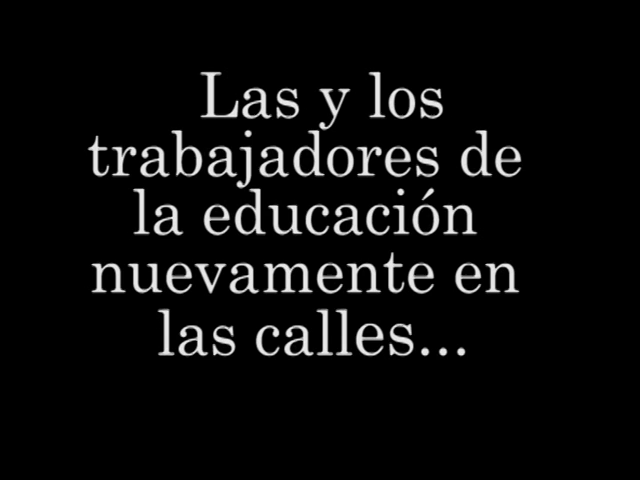 Las y los
trabajadores de
la educación
nuevamente en
las calles...